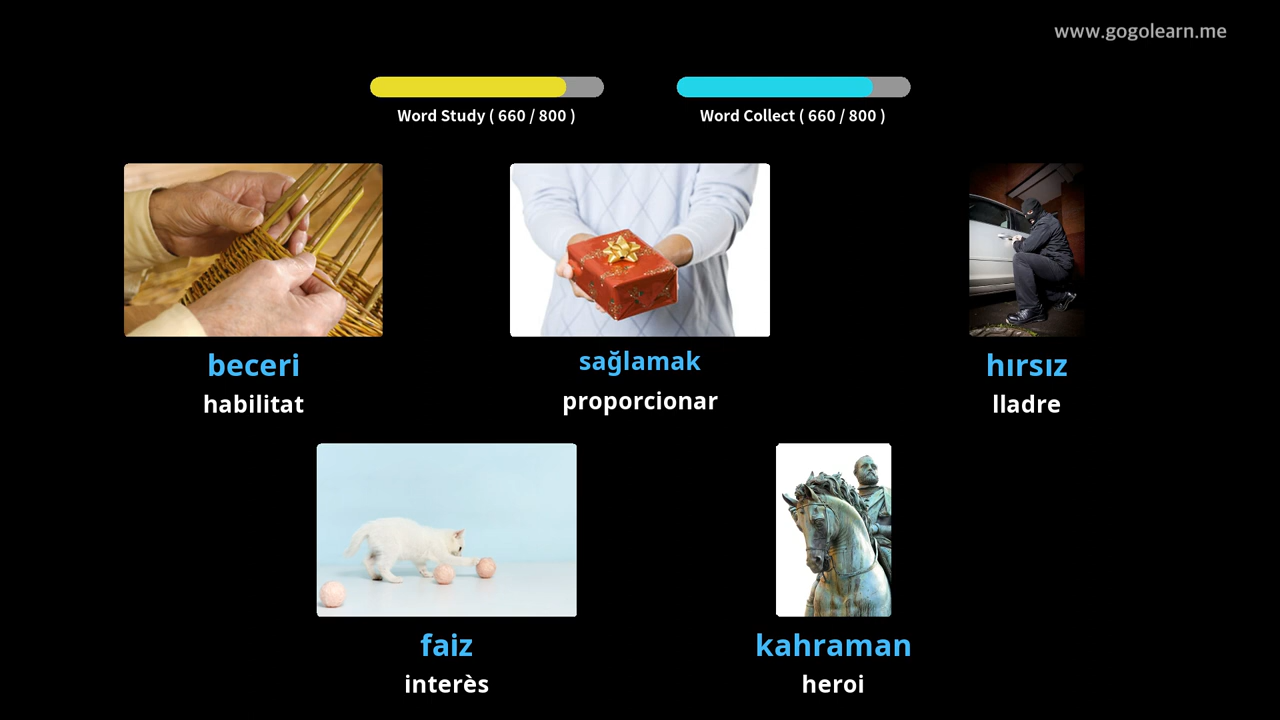 www.gogolearn.me
Word Study ( 660 / 800 )
Word Collect ( 660 / 800 )
beceri
habilitat
sağlamak
proporcionar
hırsız
lladre
faiz
interès
kahraman
heroi